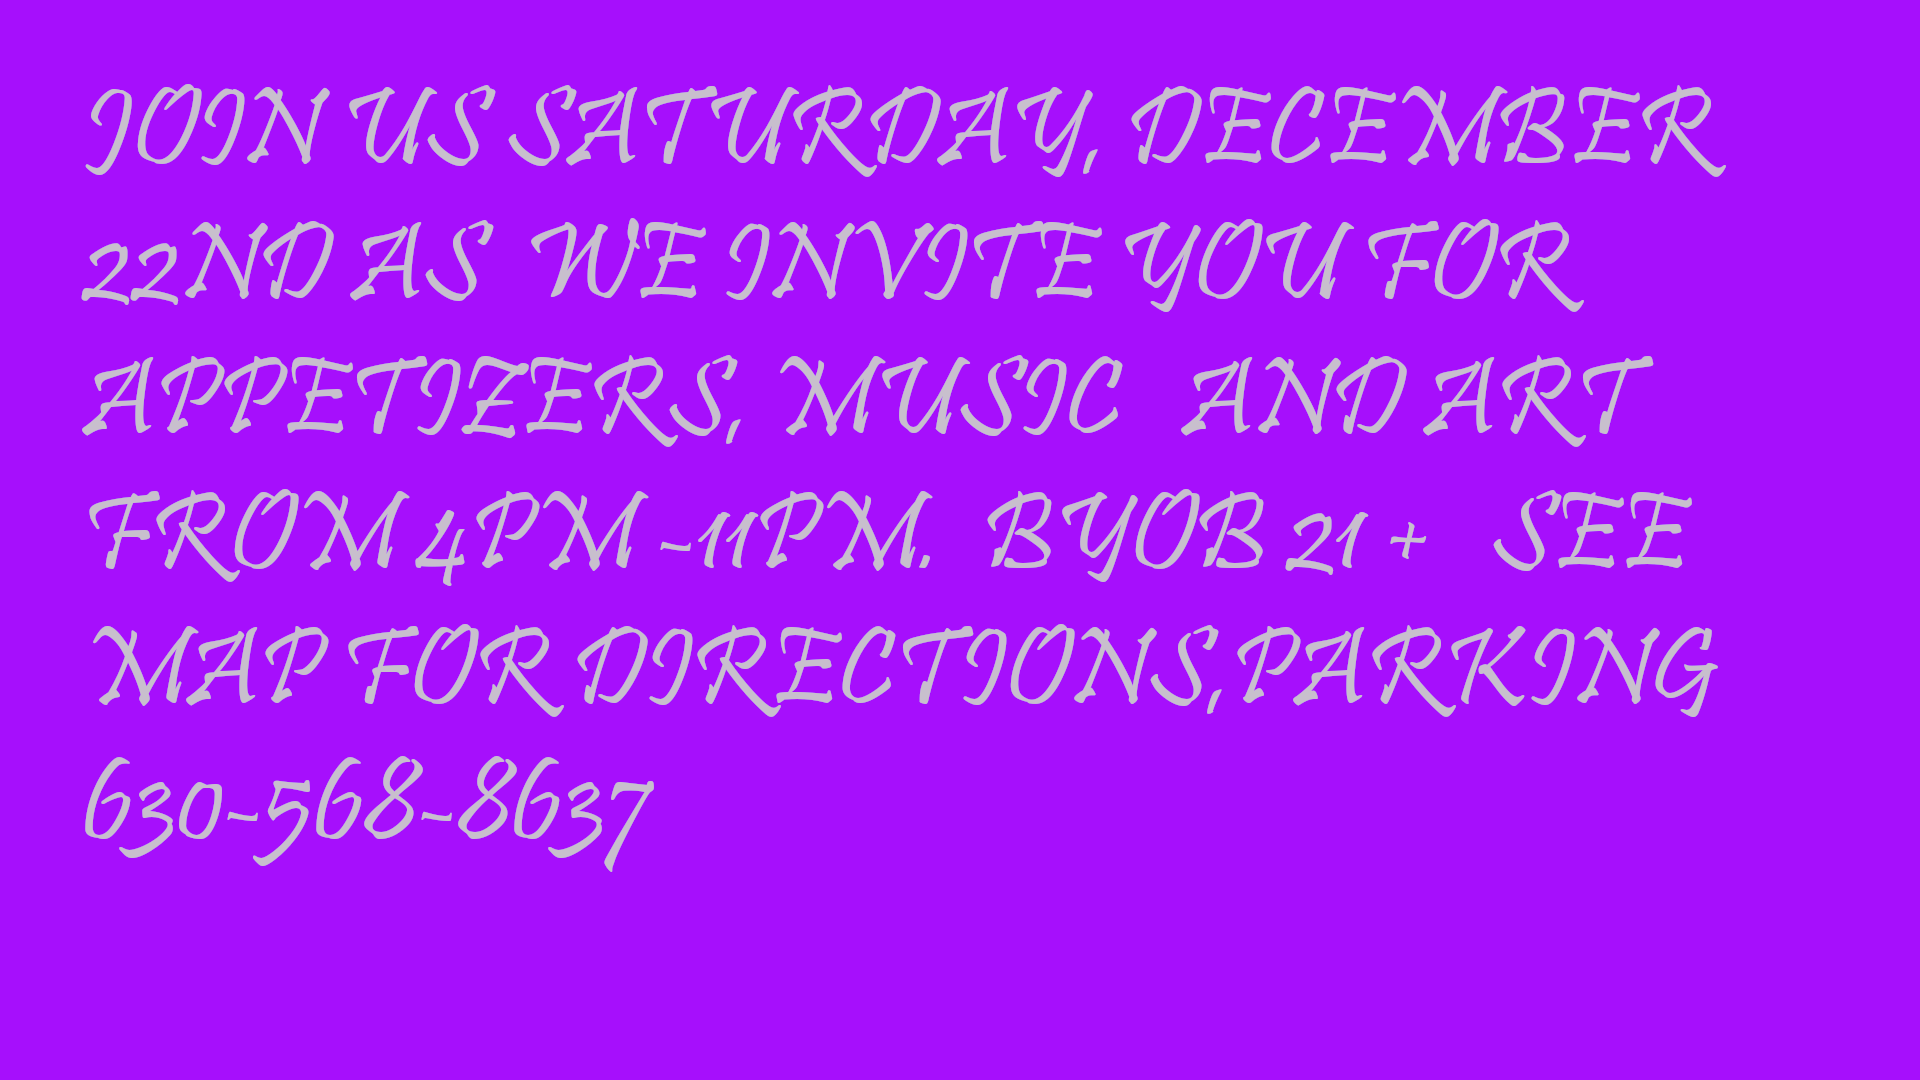 JOIN US SATURDAY, DECEMBER
22ND AS WE INVITE YOU FOR
APPETIZERS, MUSIC AND ART
FROM 4PM -11PM. BYOB 21 + SEE
MAP FOR DIRECTIONS,PARKING
630-568-8637